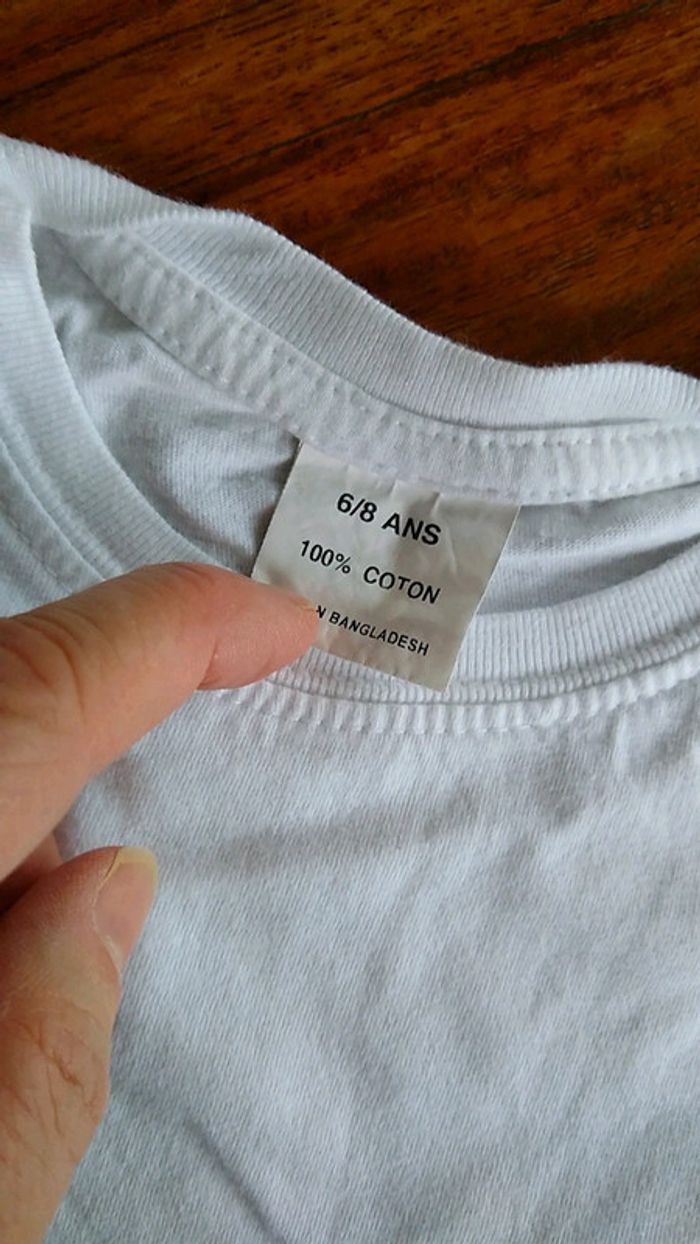 6/8 ANS
100% COTON
N BANGLADESH